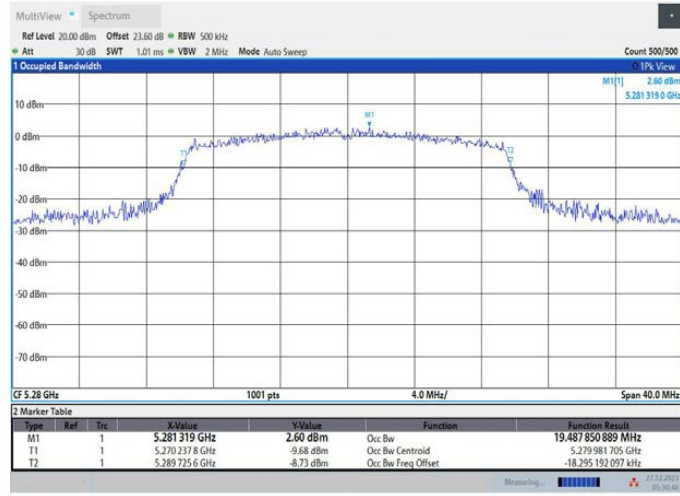 MultiView Spectrum
Ref Level 20.00 dBm Offset 23.60 dB RBW 500 kHz
Att 30 dB SWT 1.01 ms VBW 2 MHz Mode Auto Sweep Count 500/500
1 Occupied Bandwidth 1Pk View
M1[1] 2.60 dBm
5.281 319 0 GHz
10 dBm
M1
0 dBm
T1
T2
-10 dBm
-20 dBm
-30 dBm
-40 dBm
-50 dBm
-60 dBm
-70 dBm
CF 5.28 GHz 1001 pts 4.0 MHz/ Span 40.0 MHz
2 Marker Table
Type Ref Trc X-Value Y-Value Function Function Result
M1 1 5.281 319 GHz 2.60 dBm Occ Bw 19.487 850 889 MHz
T1 1 5.270 237 8 GHz -9.68 dBm Occ Bw Centroid 5.279 981 705 GHz
T2 1 5.289 725 6 GHz -8.73 dBm Occ Bw Freq Offset -18.295 192 097 kHz
Measuring... 27.12.2023